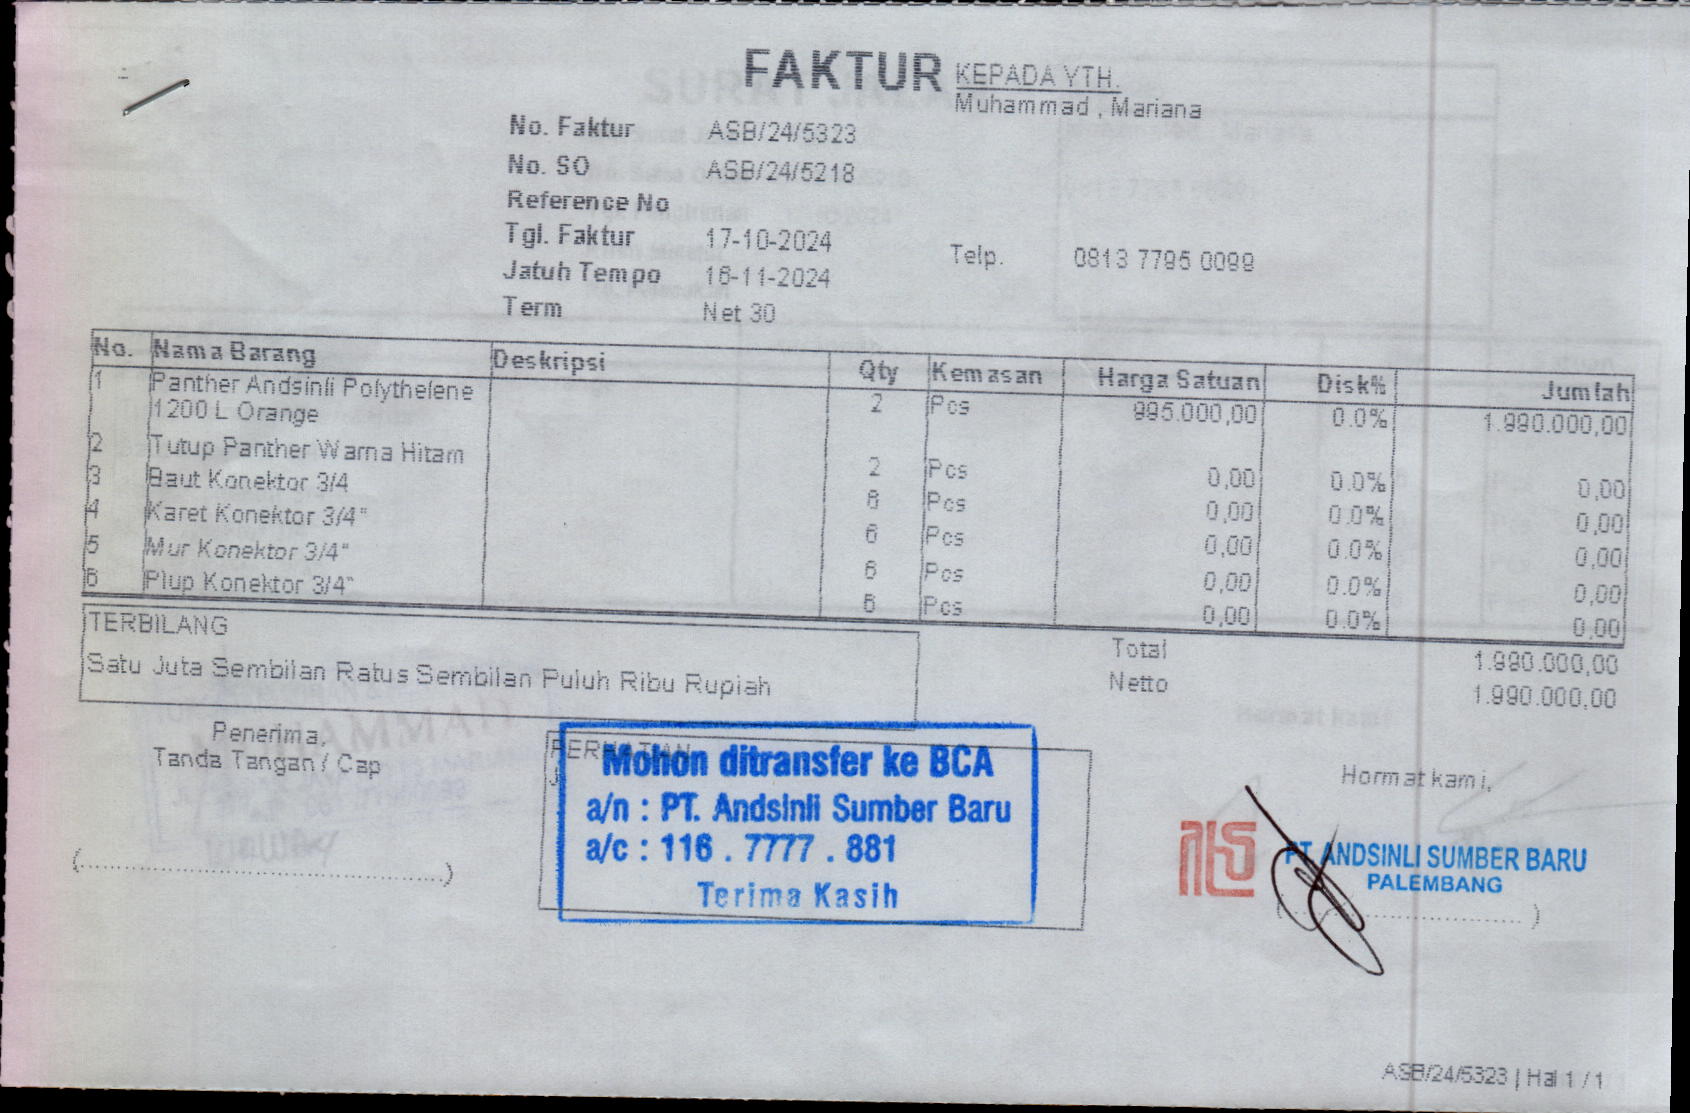 FAKTUR
KEPADA YTH.
Muhammad , Mariana
No. Faktur ASB/24/5323
No. SO ASB/24/5218
Reference No
Tgl. Faktur 17-10-2024
Telp. 0813 7795 0099
Jatuh Tempo 16-11-2024
Term Net 30
No. Nama Barang Deskripsi Qty Kemasan Harga Satuan Disk% Jumlah
1 Panther Andsinli Polythelene 2 Pcs 995.000,00 0.0% 1.990.000,00
1200 L Orange
2 Tutup Panther Warna Hitam 2 Pcs 0,00 0.0% 0,00
3 Baut Konektor 3/4 6 Pcs 0,00 0.0% 0,00
4 Karet Konektor 3/4" 6 Pcs 0,00 0.0% 0,00
5 Mur Konektor 3/4" 6 Pcs 0,00 0.0% 0,00
6 Plup Konektor 3/4" 6 Pcs 0,00 0.0% 0,00
TERBILANG
Satu Juta Sembilan Ratus Sembilan Puluh Ribu Rupiah
Total 1.990.000,00
Netto 1.990.000,00
Penerima,
Tanda Tangan / Cap
(..................................................)
Mohon ditransfer ke BCA
a/n : PT. Andsinli Sumber Baru
a/c : 116 . 7777 . 881
Terima Kasih
Hormat kami,
PT. ANDSINLI SUMBER BARU
PALEMBANG
ASB/24/5323 | Hal 1 / 1